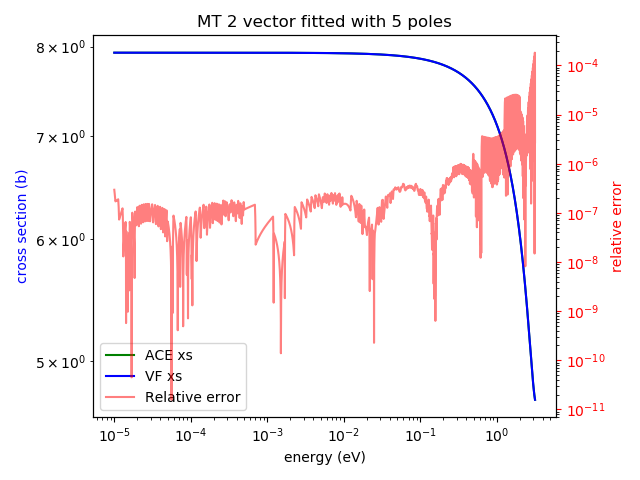 MT 2 vector fitted with 5 poles
cross section (b)
8 × 10⁰
7 × 10⁰
6 × 10⁰
5 × 10⁰
10⁻⁴
10⁻⁵
10⁻⁶
10⁻⁷
10⁻⁸
10⁻⁹
10⁻¹⁰
10⁻¹¹
relative error
ACE xs
VF xs
Relative error
10⁻⁵ 10⁻⁴ 10⁻³ 10⁻² 10⁻¹ 10⁰
energy (eV)